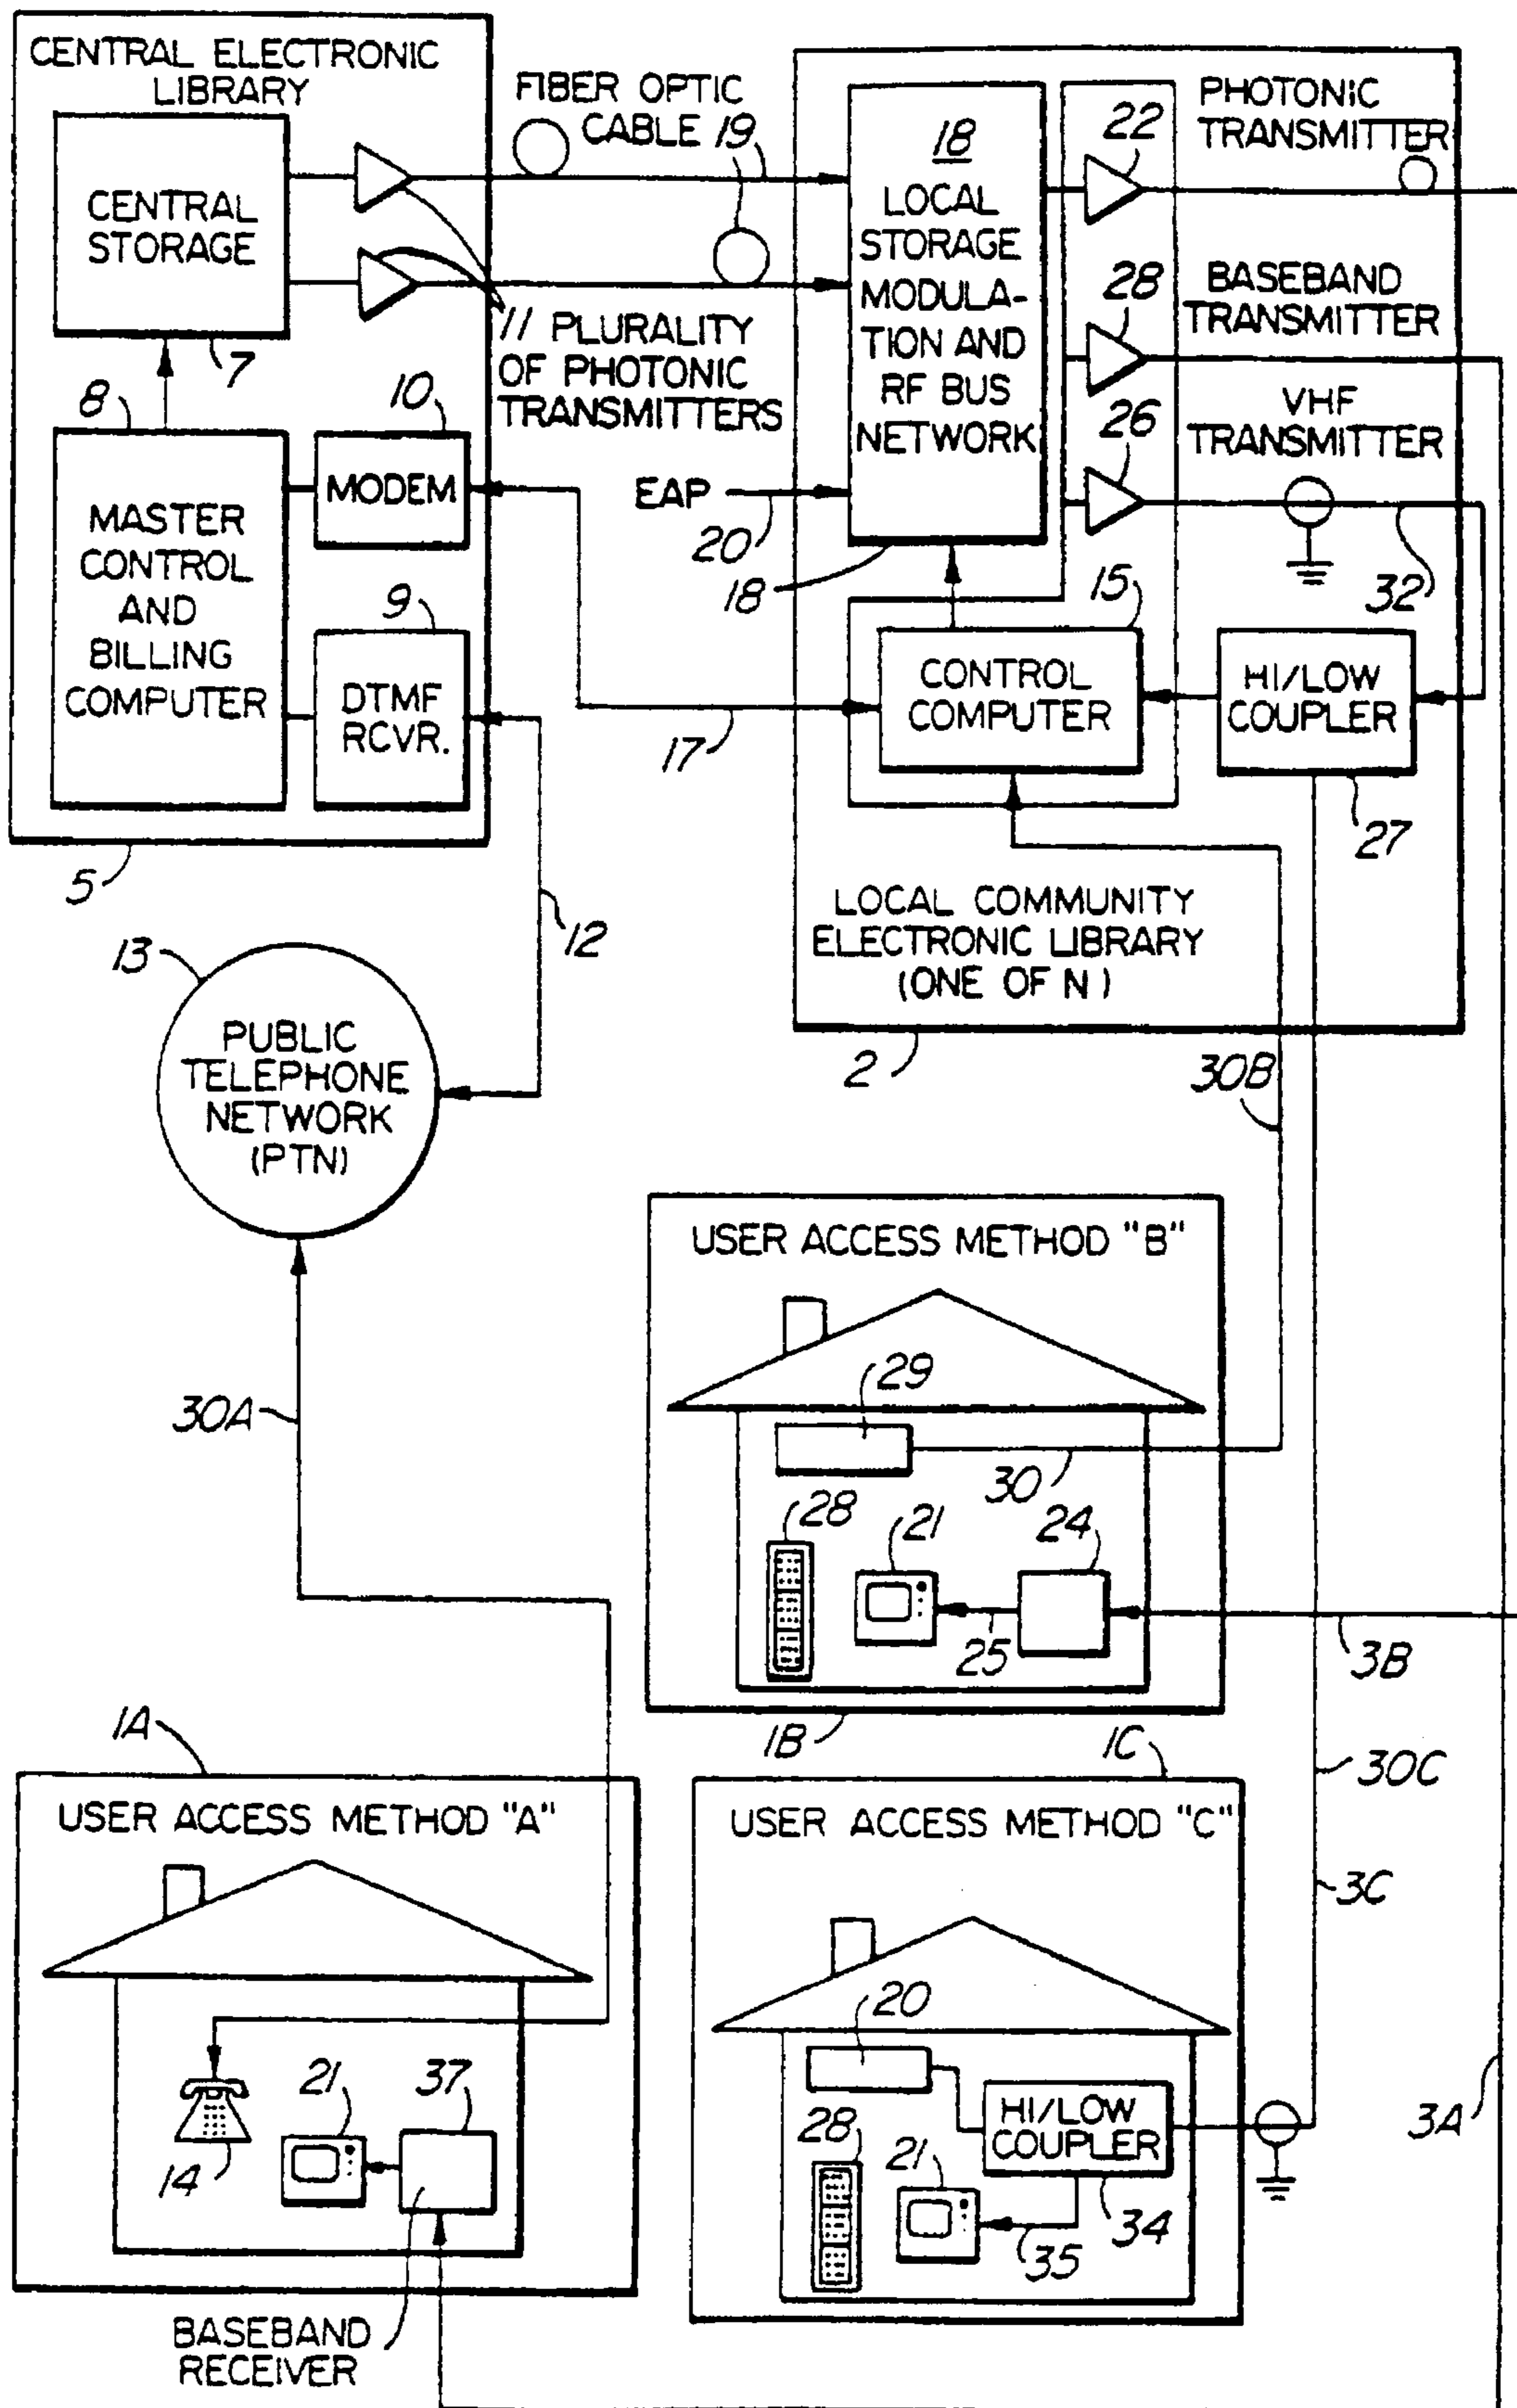 CENTRAL ELECTRONIC
LIBRARY
CENTRAL
STORAGE
7
8
10
MODEM
MASTER
CONTROL
AND
BILLING
COMPUTER
9
DTMF
RCVR.
5
FIBER OPTIC
CABLE 19
11 PLURALITY
OF PHOTONIC
TRANSMITTERS
EAP
20
17
12
18
LOCAL
STORAGE
MODULA-
TION AND
RF BUS
NETWORK
18
22
PHOTONIC
TRANSMITTER
28
BASEBAND
TRANSMITTER
26
VHF
TRANSMITTER
32
15
CONTROL
COMPUTER
HI/LOW
COUPLER
27
LOCAL COMMUNITY
ELECTRONIC LIBRARY
(ONE OF N)
2
13
PUBLIC
TELEPHONE
NETWORK
(PTN)
30B
30A
USER ACCESS METHOD "B"
29
30
28
21
24
25
3B
1B
1A
USER ACCESS METHOD "A"
21
37
14
BASEBAND
RECEIVER
1C
30C
USER ACCESS METHOD "C"
3C
20
HI/LOW
COUPLER
28
21
34
35
3A